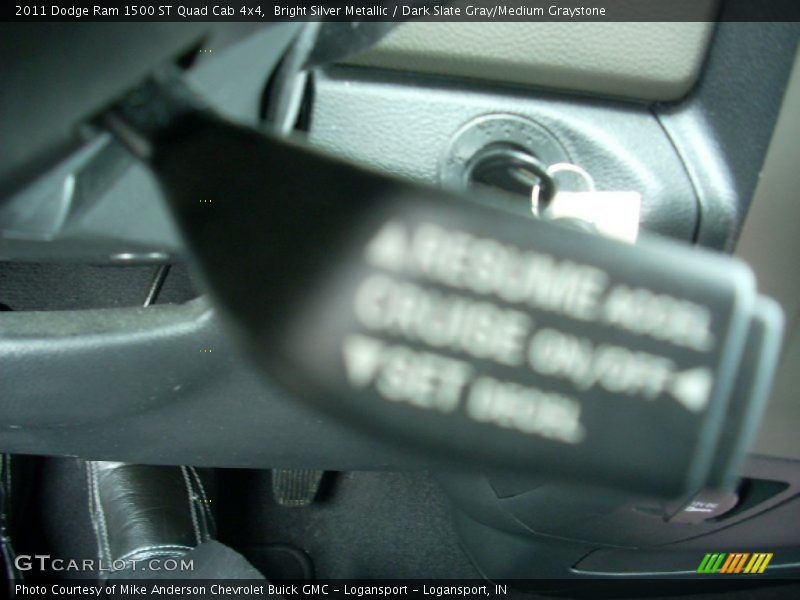 2011 Dodge Ram 1500 ST Quad Cab 4x4,  Bright Silver Metallic / Dark Slate Gray/Medium Graystone
▲ RESUME ACCEL
CRUISE ON/OFF ◀
▼ SET DECEL
GTCARLOT.COM
Photo Courtesy of Mike Anderson Chevrolet Buick GMC - Logansport - Logansport, IN